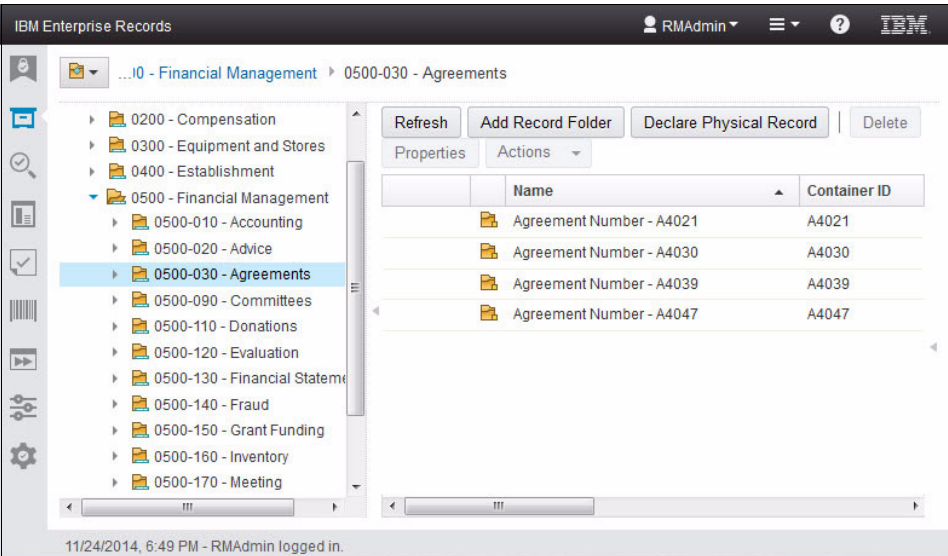 IBM Enterprise Records
RMAdmin
IBM
...)0 - Financial Management 0500-030 - Agreements
0200 - Compensation
0300 - Equipment and Stores
0400 - Establishment
0500 - Financial Management
0500-010 - Accounting
0500-020 - Advice
0500-030 - Agreements
0500-090 - Committees
0500-110 - Donations
0500-120 - Evaluation
0500-130 - Financial Stateme
0500-140 - Fraud
0500-150 - Grant Funding
0500-160 - Inventory
0500-170 - Meeting
Refresh Add Record Folder Declare Physical Record Delete
Properties Actions
Name Container ID
Agreement Number - A4021 A4021
Agreement Number - A4030 A4030
Agreement Number - A4039 A4039
Agreement Number - A4047 A4047
11/24/2014, 6:49 PM - RMAdmin logged in.